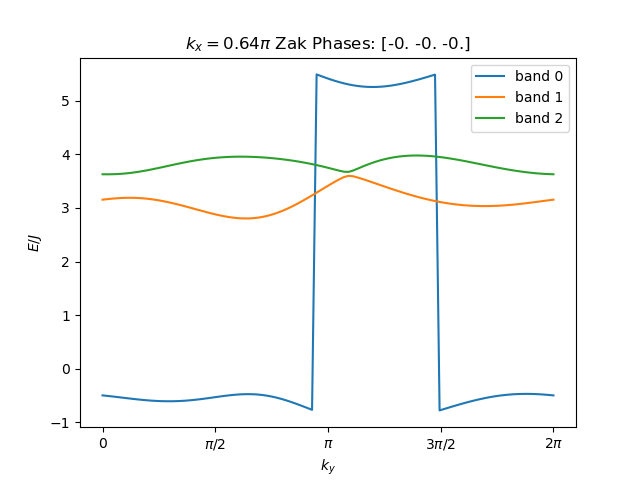 k_x = 0.64π Zak Phases: [-0. -0. -0.]
band 0
band 1
band 2
E/J
5
4
3
2
1
0
−1
0
π/2
π
3π/2
2π
k_y